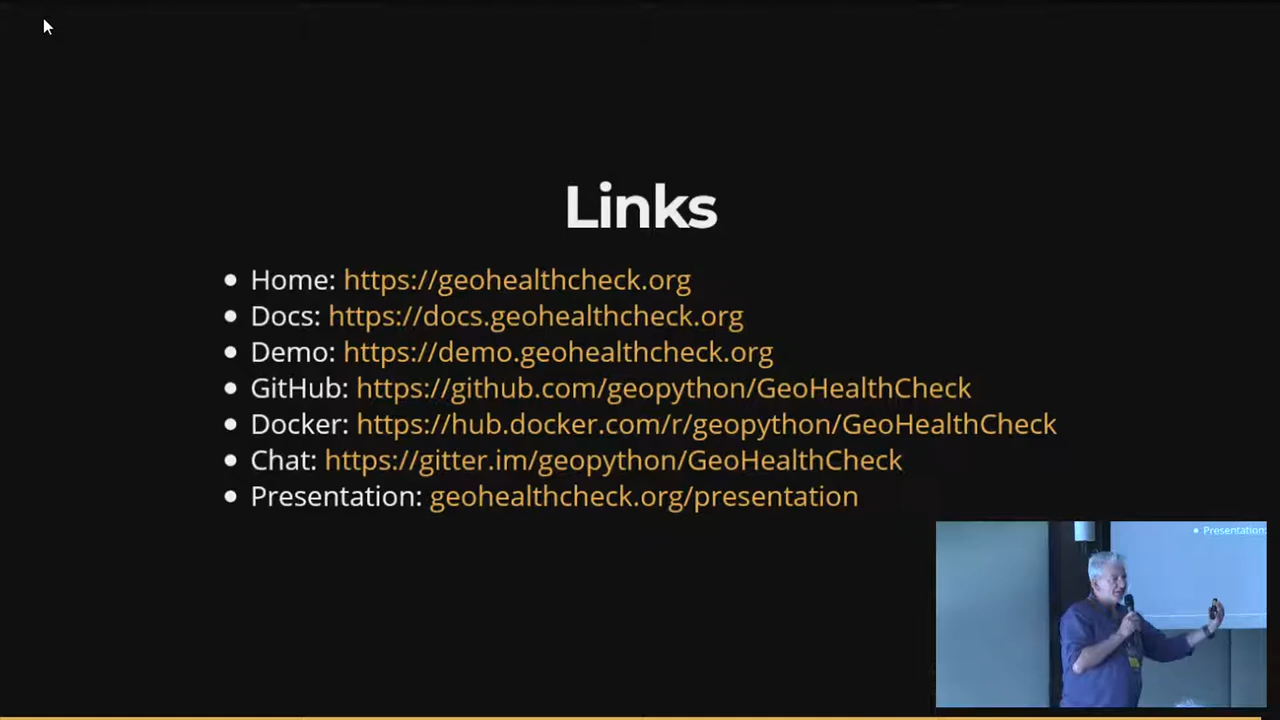 Links
Home: https://geohealthcheck.org
Docs: https://docs.geohealthcheck.org
Demo: https://demo.geohealthcheck.org
GitHub: https://github.com/geopython/GeoHealthCheck
Docker: https://hub.docker.com/r/geopython/GeoHealthCheck
Chat: https://gitter.im/geopython/GeoHealthCheck
Presentation: geohealthcheck.org/presentation
Presentation: